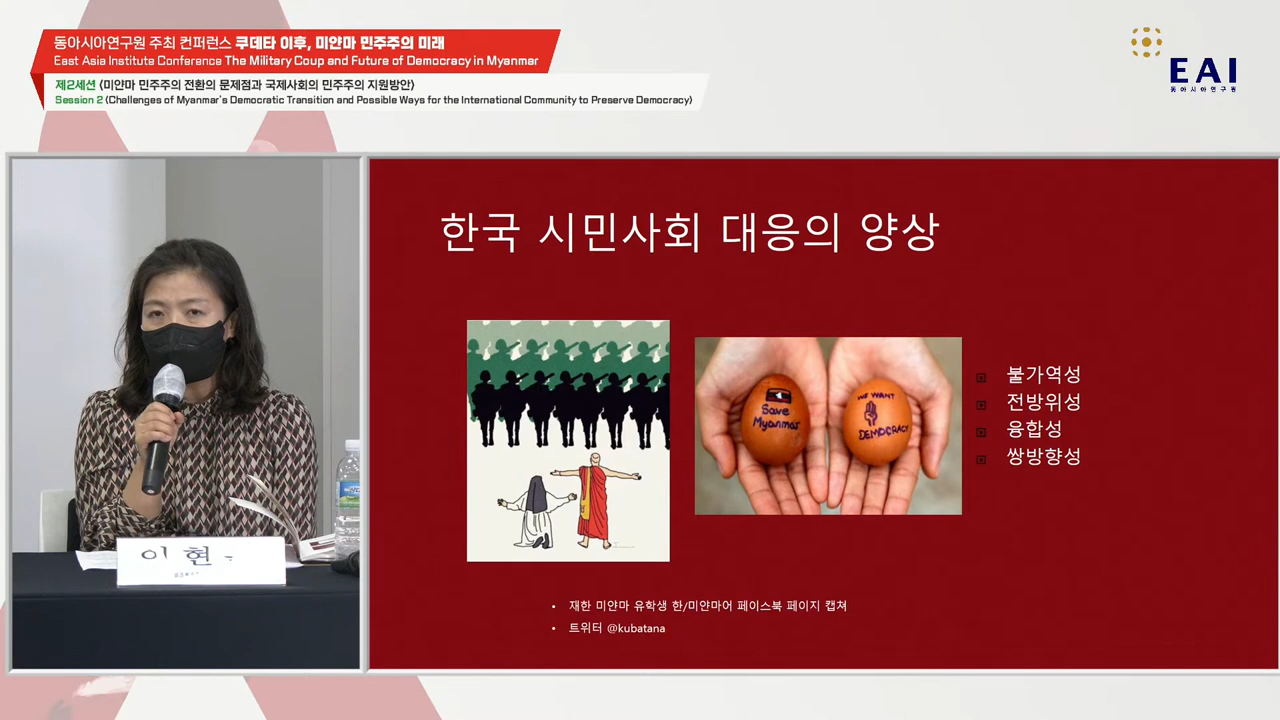 동아시아연구원 주최 컨퍼런스 쿠데타 이후, 미얀마 민주주의 미래
East Asia Institute Conference The Military Coup and Future of Democracy in Myanmar
제2세션 〈미얀마 민주주의 전환의 문제점과 국제사회의 민주주의 지원방안〉
Session 2 〈Challenges of Myanmar's Democratic Transition and Possible Ways for the International Community to Preserve Democracy〉
EAI
동아시아연구원
한국 시민사회 대응의 양상
Save
Myanmar
WE WANT
DEMOCRACY
불가역성
전방위성
융합성
쌍방향성
재한 미얀마 유학생 한/미얀마어 페이스북 페이지 캡쳐
트위터 @kubatana
이 현